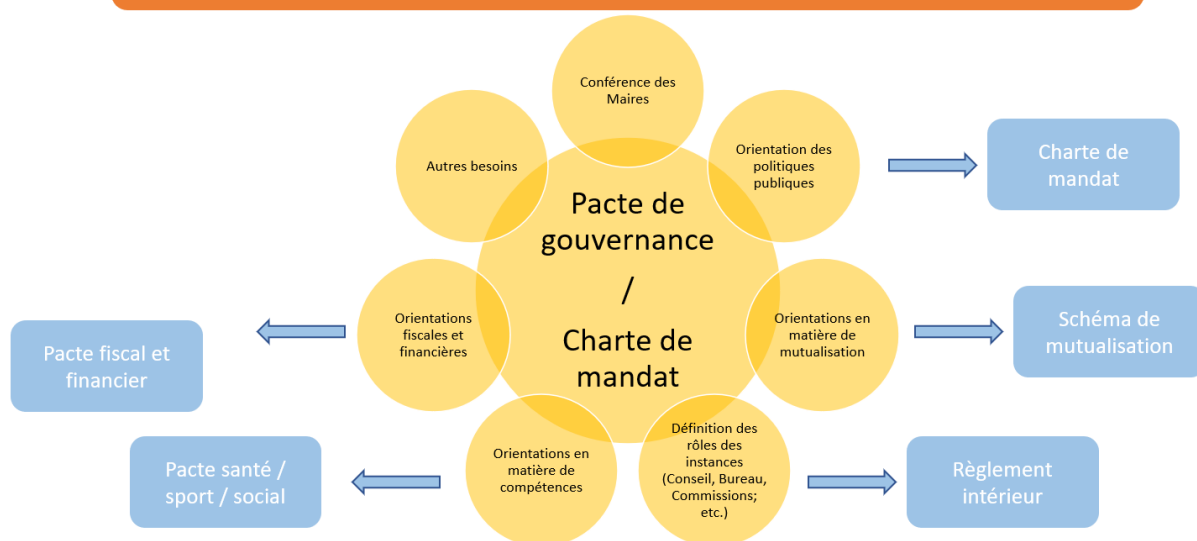 Conférence des
Maires
Autres besoins
Orientation des
politiques
publiques
Charte de
mandat
Pacte de
gouvernance
/
Charte de
mandat
Orientations
fiscales et
financières
Orientations en
matière de
mutualisation
Schéma de
mutualisation
Pacte fiscal et
financier
Orientations en
matière de
compétences
Définition des
rôles des
instances
(Conseil, Bureau,
Commissions;
etc.)
Pacte santé /
sport / social
Règlement
intérieur